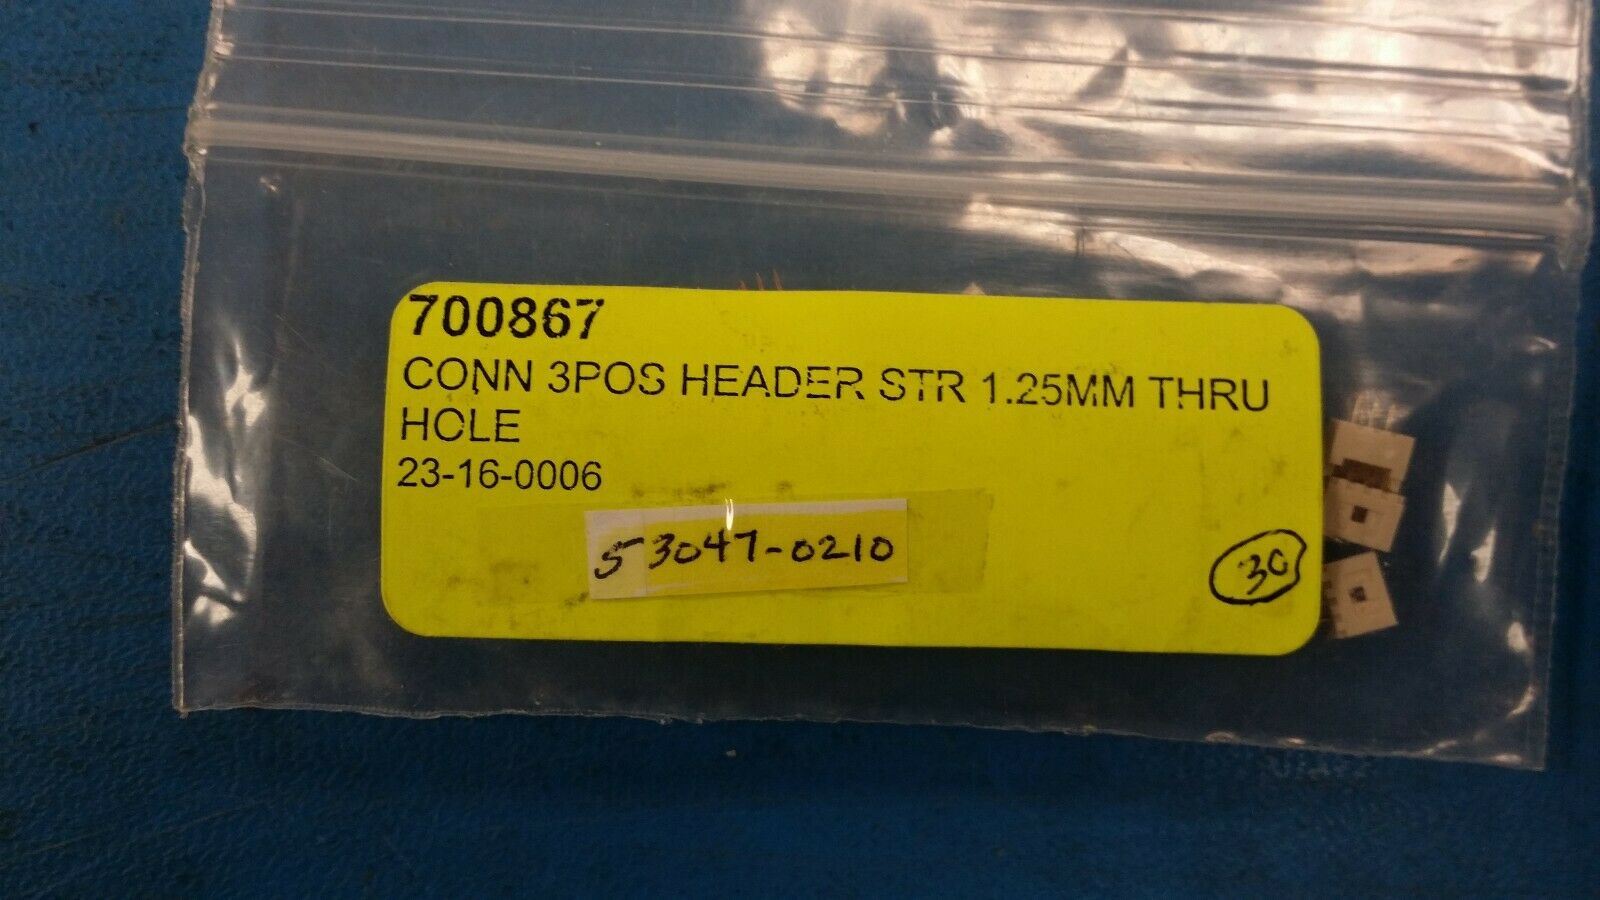 700867
CONN 3POS HEADER STR 1.25MM THRU
HOLE
23-16-0006
53047-0210
30